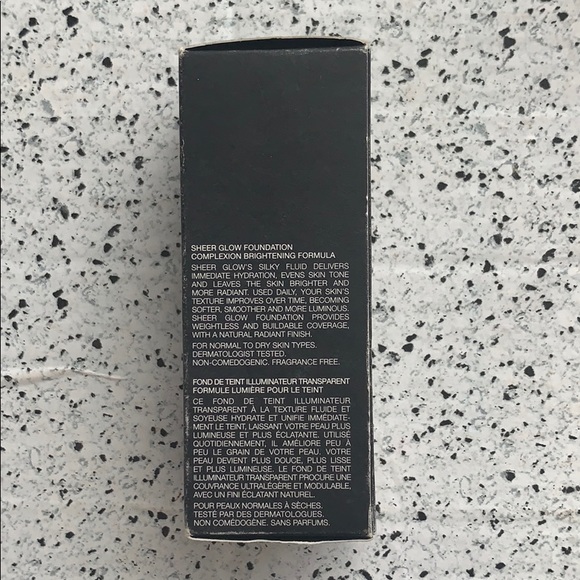 SHEER GLOW FOUNDATION
COMPLEXION BRIGHTENING FORMULA
SHEER GLOW'S SILKY FLUID DELIVERS
IMMEDIATE HYDRATION, EVENS SKIN TONE
AND LEAVES THE SKIN BRIGHTER AND
MORE RADIANT. USED DAILY, YOUR SKIN'S
TEXTURE IMPROVES OVER TIME, BECOMING
SOFTER, SMOOTHER AND MORE LUMINOUS.
SHEER GLOW FOUNDATION PROVIDES
WEIGHTLESS AND BUILDABLE COVERAGE,
WITH A NATURAL RADIANT FINISH.
FOR NORMAL TO DRY SKIN TYPES.
DERMATOLOGIST TESTED.
NON-COMEDOGENIC. FRAGRANCE FREE.
FOND DE TEINT ILLUMINATEUR TRANSPARENT
FORMULE LUMIÈRE POUR LE TEINT
CE FOND DE TEINT ILLUMINATEUR
TRANSPARENT À LA TEXTURE FLUIDE ET
SOYEUSE HYDRATE ET UNIFIE IMMÉDIATE-
MENT LE TEINT, LAISSANT VOTRE PEAU PLUS
LUMINEUSE ET PLUS ÉCLATANTE. UTILISÉ
QUOTIDIENNEMENT, IL AMÉLIORE PEU À
PEU LE GRAIN DE VOTRE PEAU. VOTRE
PEAU DEVIENT PLUS DOUCE, PLUS LISSE
ET PLUS LUMINEUSE. LE FOND DE TEINT
ILLUMINATEUR TRANSPARENT PROCURE UNE
COUVRANCE ULTRALÉGÈRE ET MODULABLE,
AVEC UN FINI ÉCLATANT NATUREL.
POUR PEAUX NORMALES À SÈCHES.
TESTÉ PAR DES DERMATOLOGUES.
NON COMÉDOGÈNE. SANS PARFUMS.